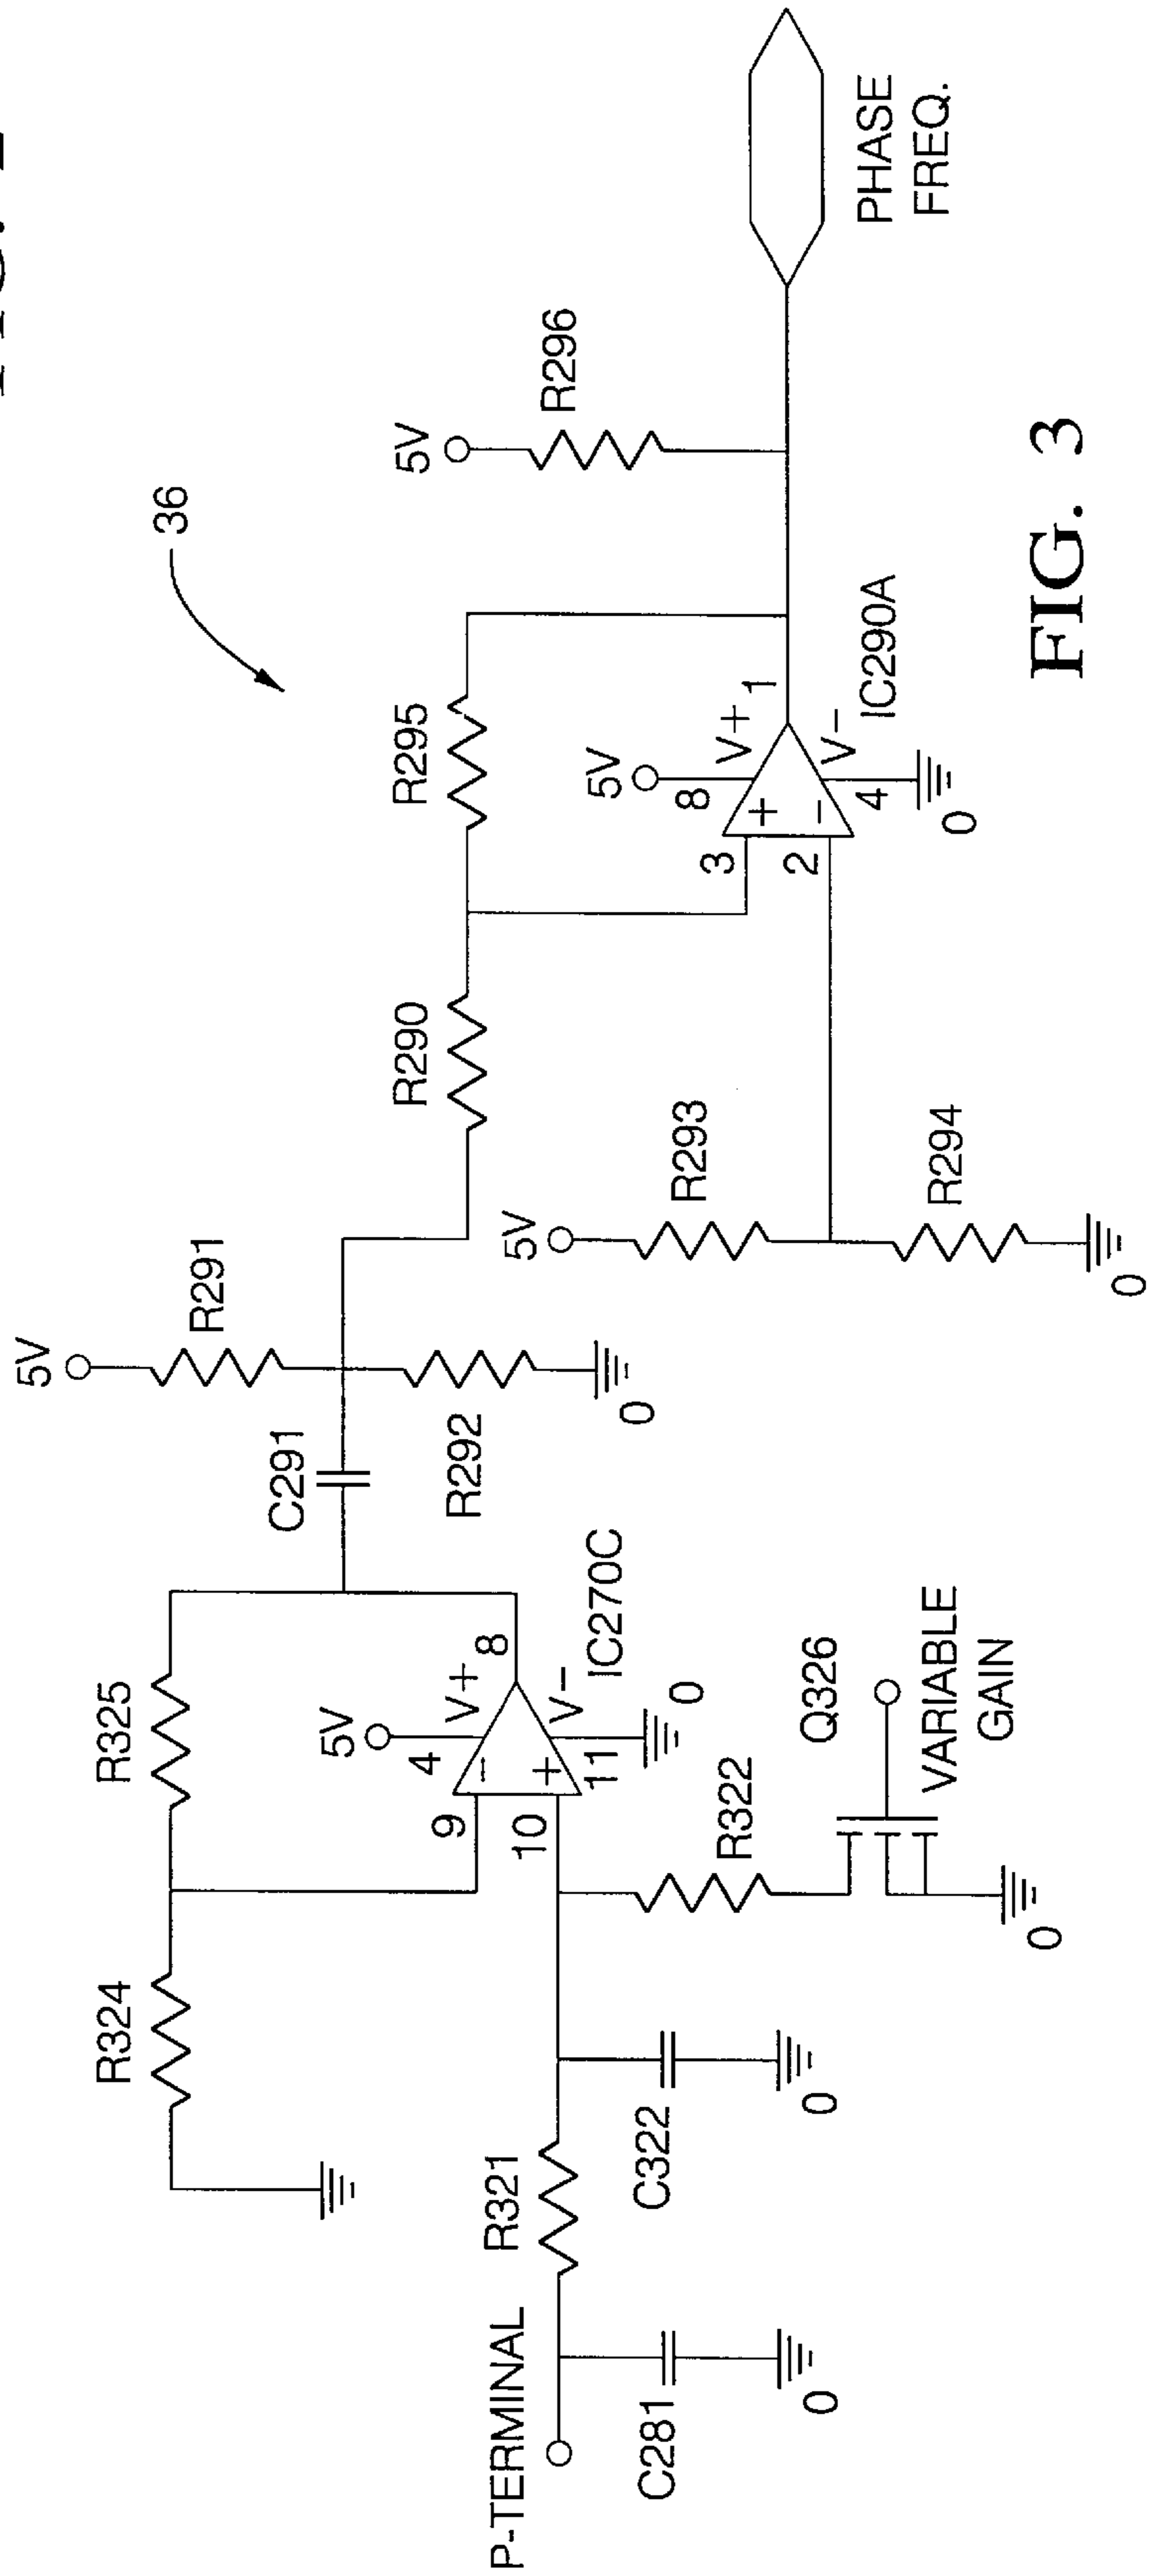 36
5V
R291
C291
R292
0
R325
R324
5V
4
V+
9
8
10
V-
11
IC270C
0
P-TERMINAL
R321
C281
0
C322
0
R322
Q326
VARIABLE
GAIN
0
R290
R295
5V
R296
5V
8
V+
3
1
2
V-
4
IC290A
0
5V
R293
R294
0
PHASE
FREQ.
FIG. 3